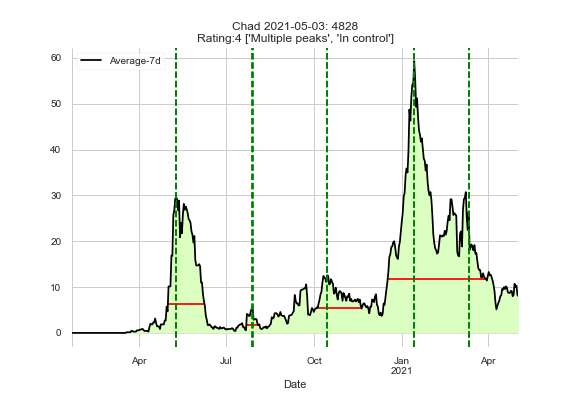 Chad 2021-05-03: 4828
Rating:4 ['Multiple peaks', 'In control']
Average-7d
60
50
40
30
20
10
0
Apr
Jul
Oct
Jan
2021
Apr
Date